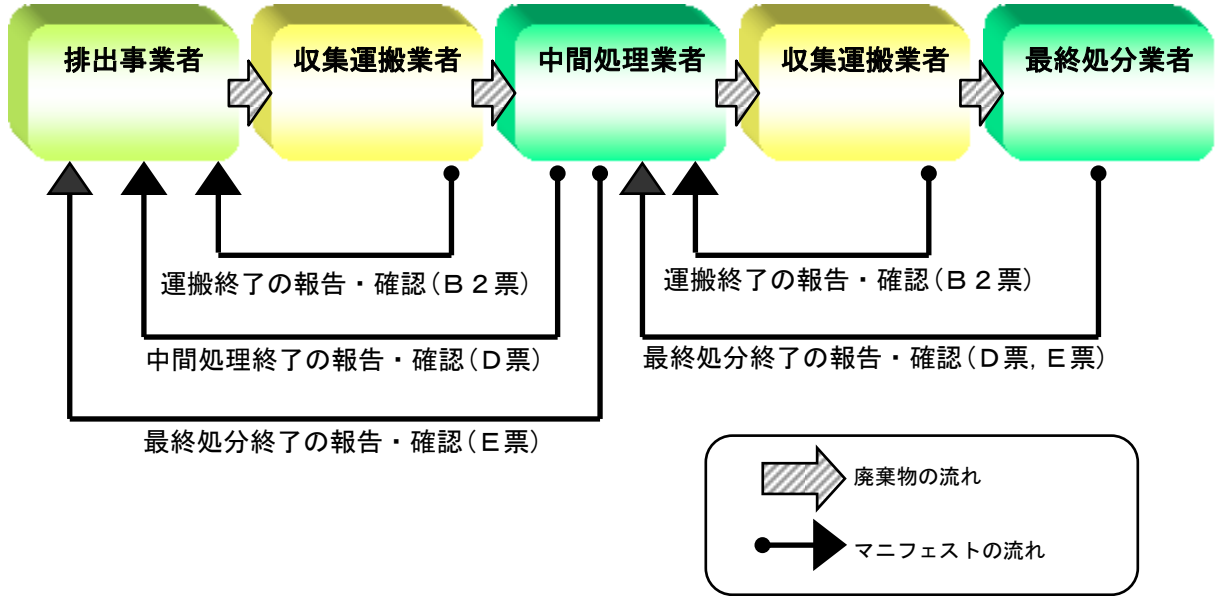 排出事業者
収集運搬業者
中間処理業者
収集運搬業者
最終処分業者
運搬終了の報告・確認(Ｂ２票)
運搬終了の報告・確認(Ｂ２票)
中間処理終了の報告・確認(Ｄ票)
最終処分終了の報告・確認(Ｄ票,Ｅ票)
最終処分終了の報告・確認(Ｅ票)
廃棄物の流れ
マニフェストの流れ